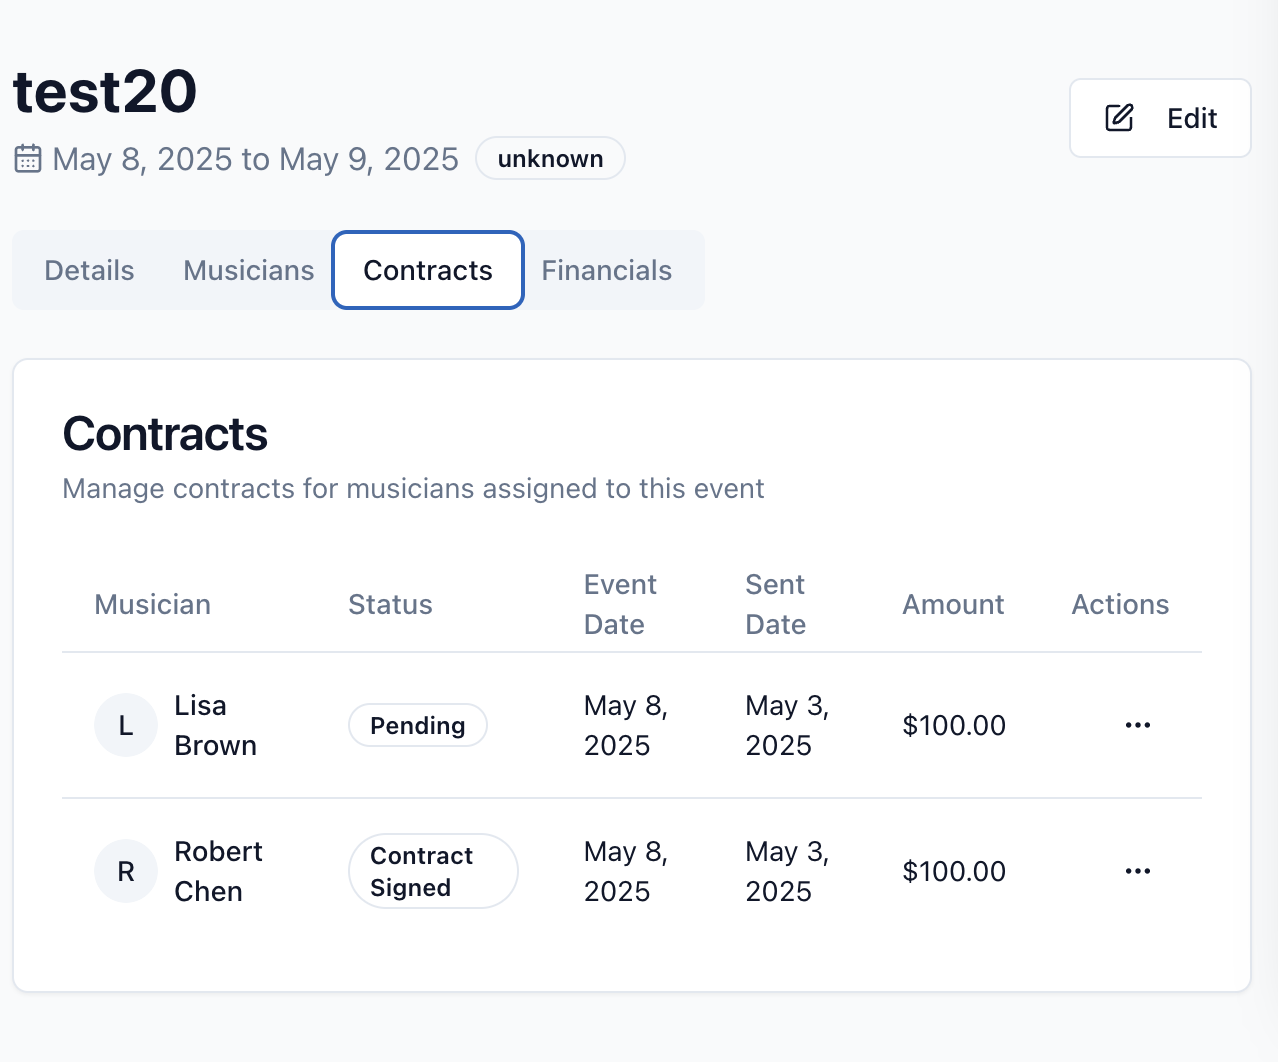 test20
Edit
May 8, 2025 to May 9, 2025 unknown
Details Musicians Contracts Financials
Contracts
Manage contracts for musicians assigned to this event
Musician Status Event Date Sent Date Amount Actions
L Lisa Brown Pending May 8, 2025 May 3, 2025 $100.00 ...
R Robert Chen Contract Signed May 8, 2025 May 3, 2025 $100.00 ...